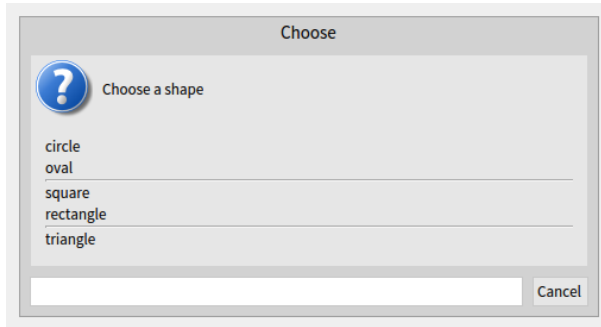 Choose
?
Choose a shape
circle
oval
square
rectangle
triangle
Cancel